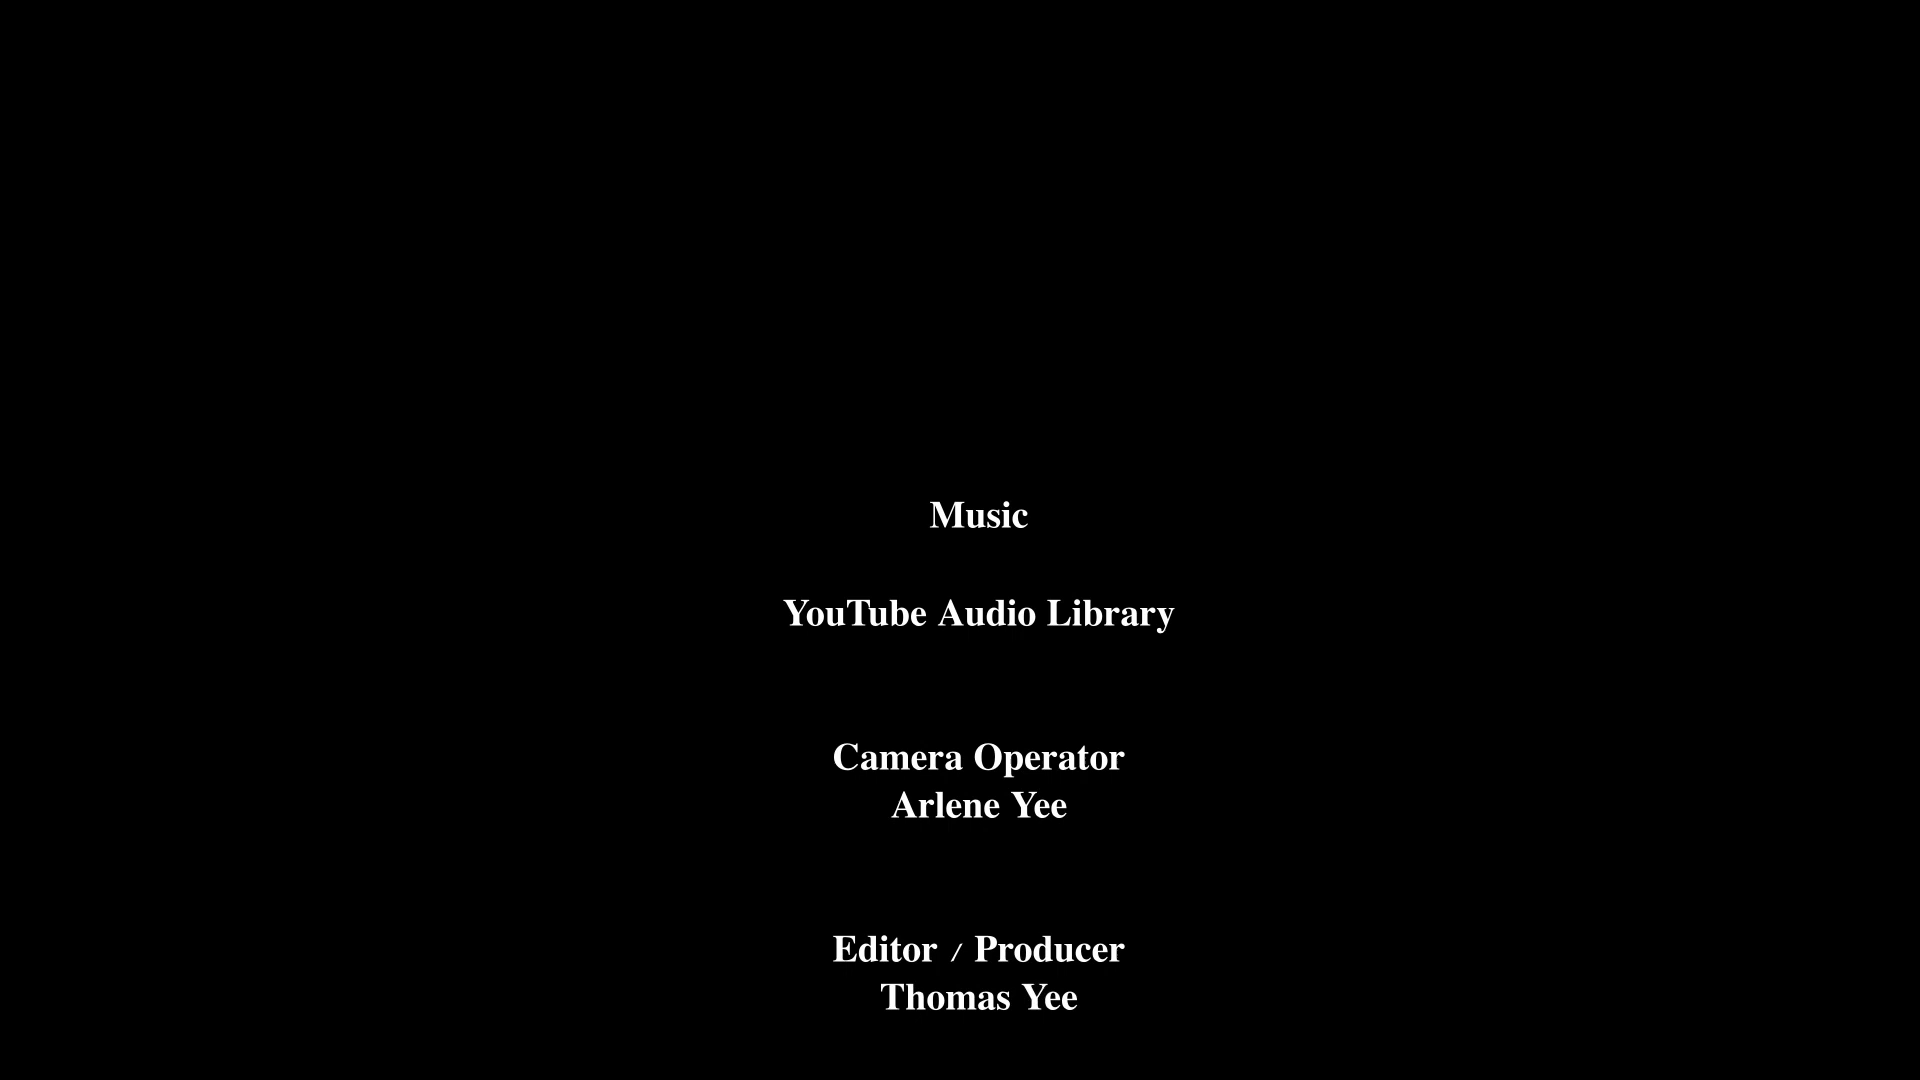 Music
YouTube Audio Library
Camera Operator
Arlene Yee
Editor / Producer
Thomas Yee